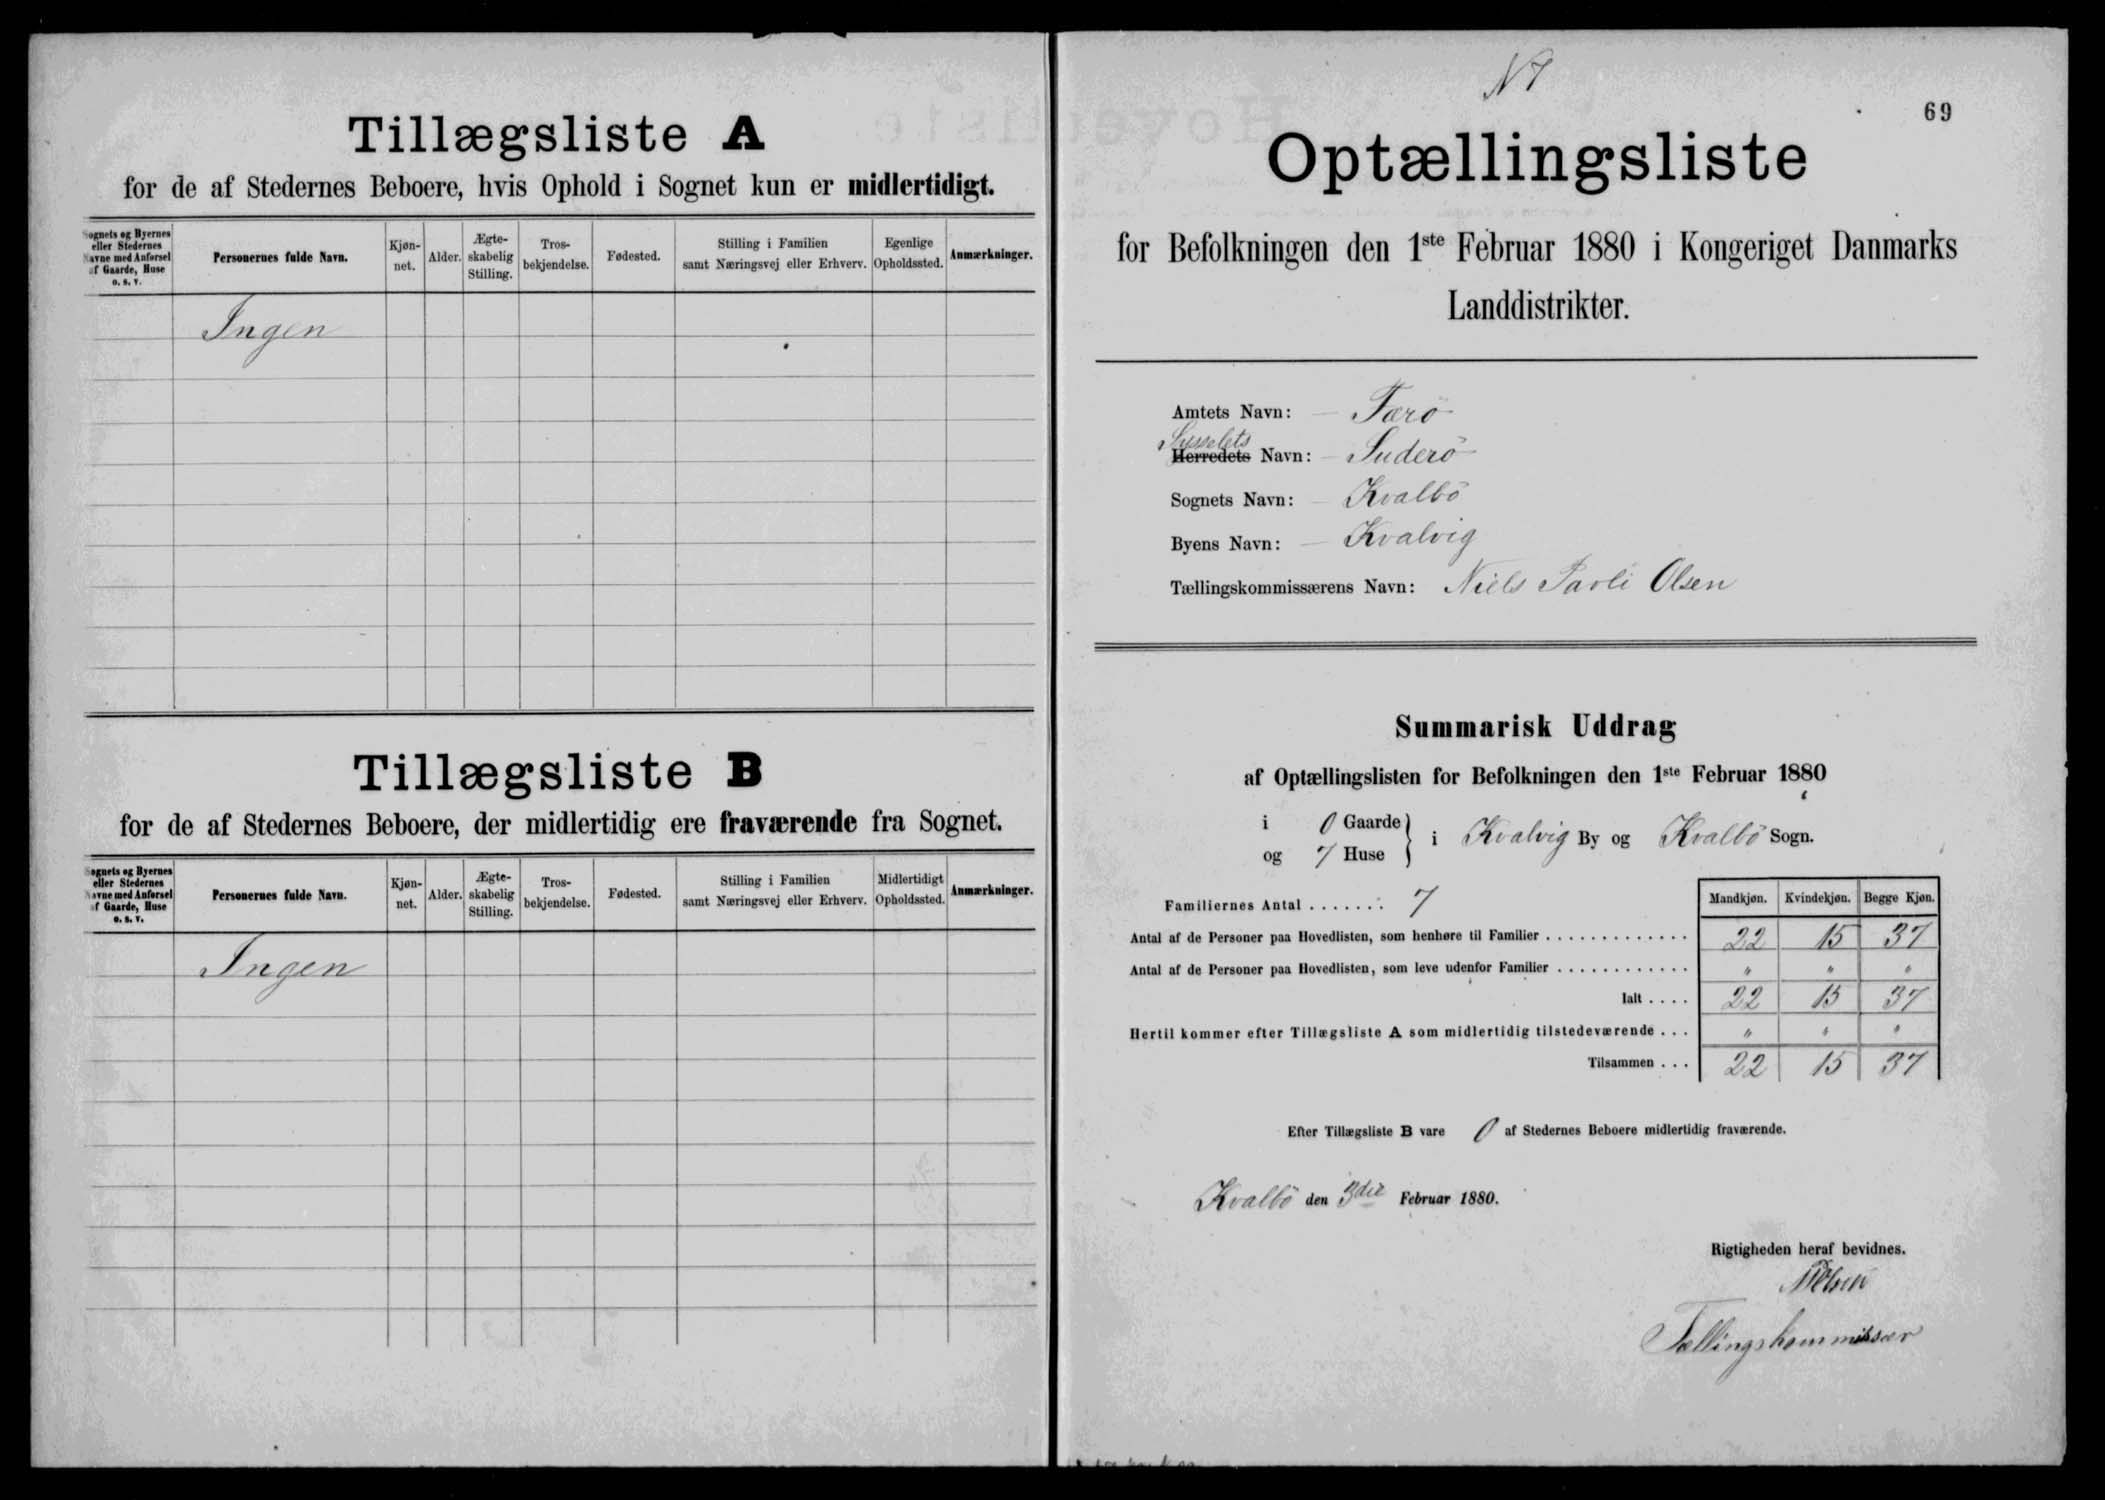 Tillægsliste A
for de af Stedernes Beboere, hvis Ophold i Sognet kun er midlertidigt.
Sognets og Byernes eller Stedernes Navne med Anførsel af Gaarde, Huse o. s. v.
Personernes fulde Navn.
Kjønnet.
Alder.
Ægteskabelig Stilling.
Trosbekjendelse.
Fødested.
Stilling i Familien samt Næringsvej eller Erhverv.
Egenlige Opholdssted.
Anmærkninger.
Ingen
Tillægsliste B
for de af Stedernes Beboere, der midlertidig ere fraværende fra Sognet.
Sognets og Byernes eller Stedernes Navne med Anførsel af Gaarde, Huse o. s. v.
Personernes fulde Navn.
Kjønnet.
Alder.
Ægteskabelig Stilling.
Trosbekjendelse.
Fødested.
Stilling i Familien samt Næringsvej eller Erhverv.
Midlertidigt Opholdssted.
Anmærkninger.
Ingen
N 7
69
Optællingsliste
for Befolkningen den 1ste Februar 1880 i Kongeriget Danmarks
Landdistrikter.
Amtets Navn: Færö
Sysselets
Herredets Navn: Suderö
Sognets Navn: Kvalbö
Byens Navn: Kvalvig
Tællingskommissærens Navn: Niels Pavli Olsen
Summarisk Uddrag
af Optællingslisten for Befolkningen den 1ste Februar 1880
i 0 Gaarde
og 7 Huse
i Kvalvig By og Kvalbö Sogn.
Mandkjøn. Kvindekjøn. Begge Kjøn.
Familiernes Antal . . . . . . . 7
Antal af de Personer paa Hovedlisten, som henhøre til Familier . . . . . . . . . . . . . 22 15 37
Antal af de Personer paa Hovedlisten, som leve udenfor Familier . . . . . . . . . . . . " " "
Ialt . . . . 22 15 37
Hertil kommer efter Tillægsliste A som midlertidig tilstedeværende . . . " " "
Tilsammen . . . 22 15 37
Efter Tillægsliste B vare 0 af Stedernes Beboere midlertidig fraværende.
Kvalbö den 3die Februar 1880.
Rigtigheden heraf bevidnes.
Tællingskommissær